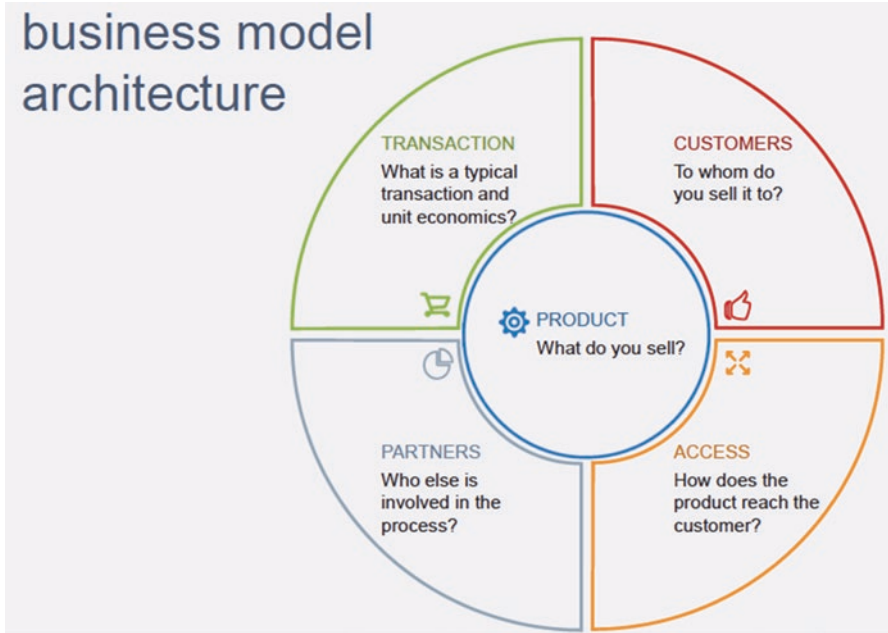 business model
architecture
TRANSACTION
What is a typical
transaction and
unit economics?
CUSTOMERS
To whom do
you sell it to?
PRODUCT
What do you sell?
PARTNERS
Who else is
involved in the
process?
ACCESS
How does the
product reach the
customer?